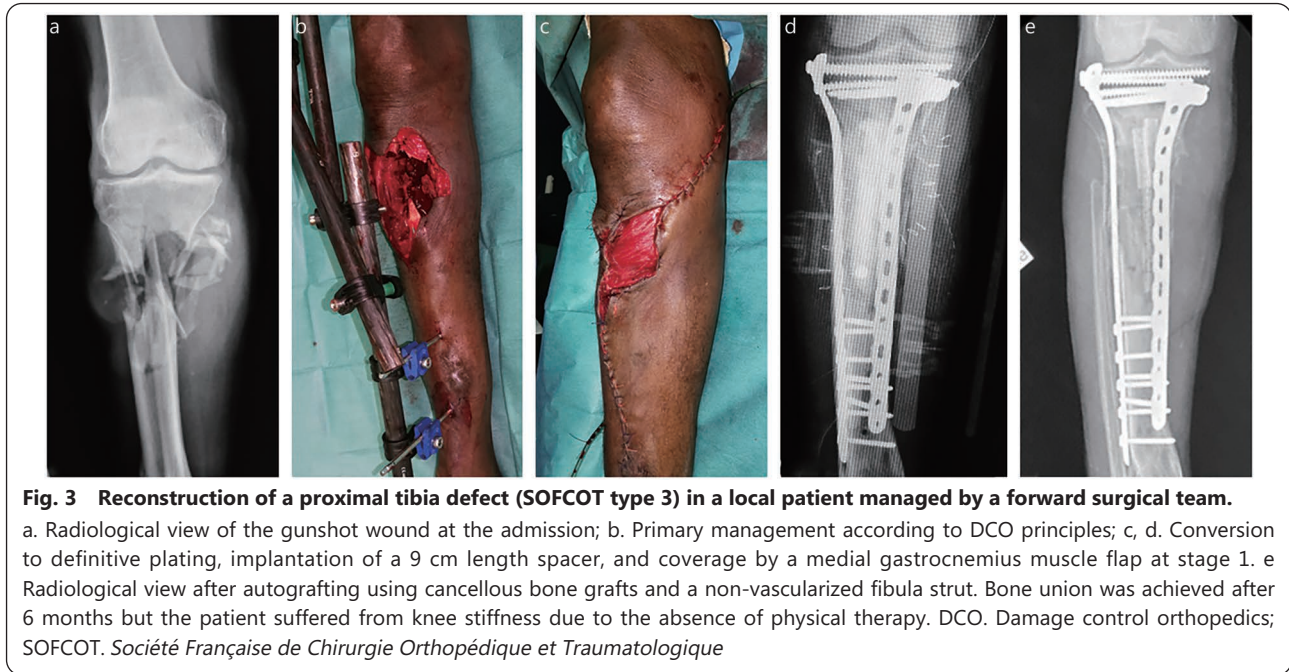 a
b
c
d
e
Fig. 3 Reconstruction of a proximal tibia defect (SOFCOT type 3) in a local patient managed by a forward surgical team.
a. Radiological view of the gunshot wound at the admission; b. Primary management according to DCO principles; c, d. Conversion
to definitive plating, implantation of a 9 cm length spacer, and coverage by a medial gastrocnemius muscle flap at stage 1. e
Radiological view after autografting using cancellous bone grafts and a non-vascularized fibula strut. Bone union was achieved after
6 months but the patient suffered from knee stiffness due to the absence of physical therapy. DCO. Damage control orthopedics;
SOFCOT. Société Française de Chirurgie Orthopédique et Traumatologique